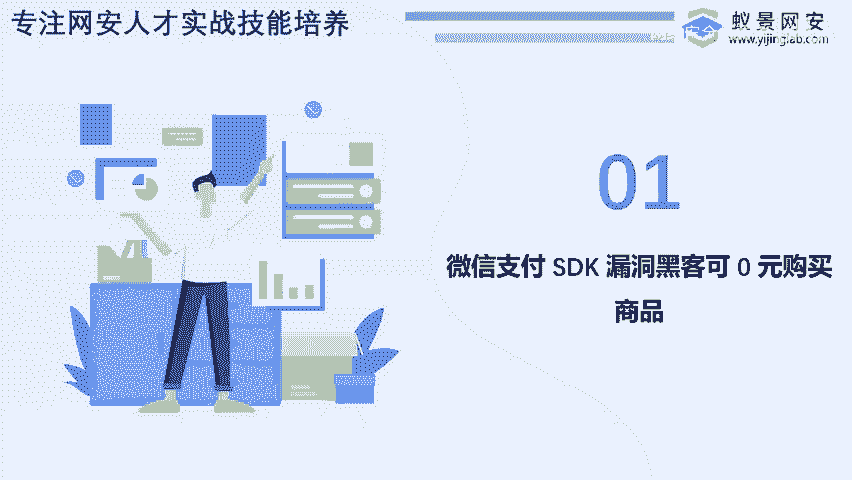 专注网安人才实战技能培养
蚁景网安
www.yijinglab.com
01
微信支付 SDK 漏洞黑客可 0 元购买
商品